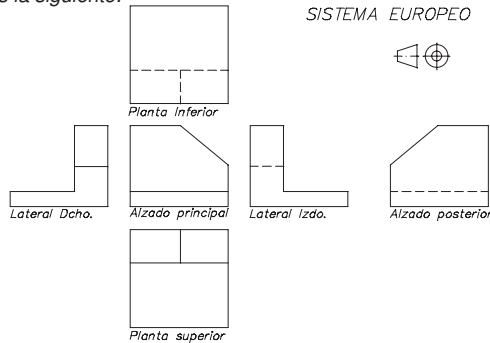 la siguiente:
SISTEMA EUROPEO
Planta Inferior
Lateral Dcho.
Alzado principal
Lateral Izdo.
Alzado posterior
Planta superior